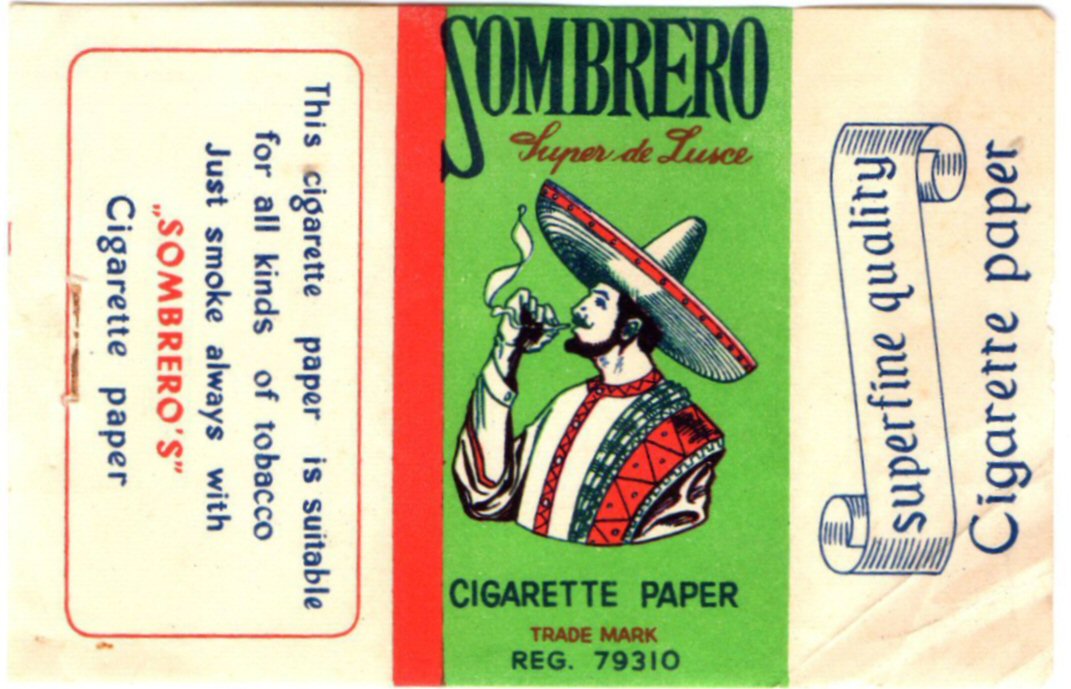 This cigarette paper is suitable
for all kinds of tobacco
Just smoke always with
„SOMBRERO'S”
Cigarette paper
SOMBRERO
Super de Luxe
CIGARETTE PAPER
TRADE MARK
REG. 79310
superfine quality
Cigarette paper